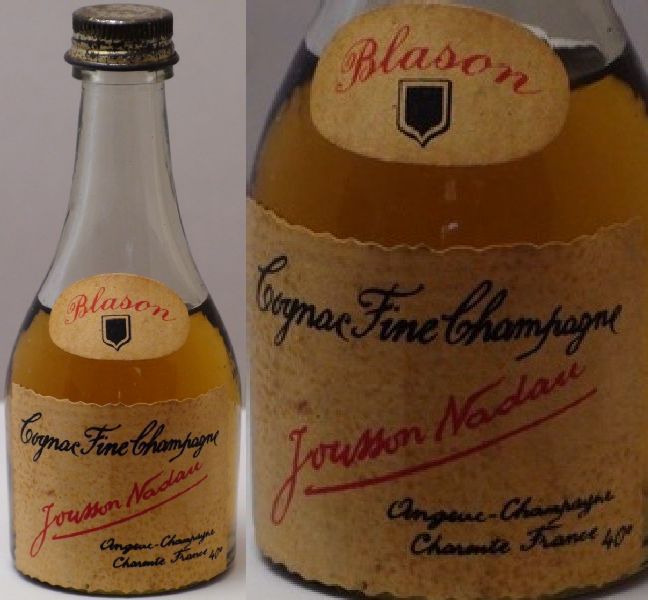 Blason
Cognac Fine Champagne
Jousson Nadau
Angeac-Champagne
Charente France 40°
Blason
Cognac Fine Champagne
Jousson Nadau
Angeac-Champagne
Charente France 40°